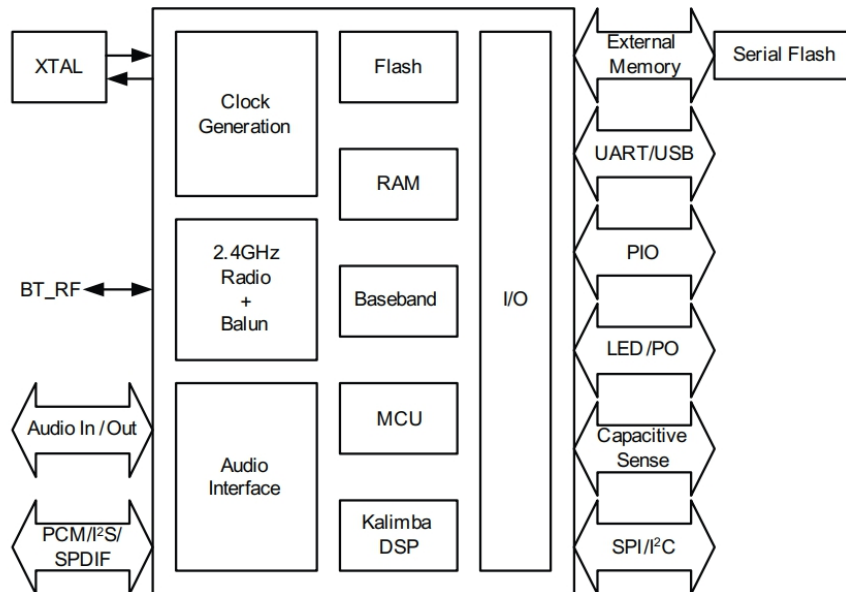 XTAL
Clock
Generation
Flash
External
Memory
Serial Flash
RAM
UART/USB
2.4GHz
Radio
+
Balun
BT_RF
Baseband
I/O
PIO
LED/PO
Audio In/Out
Audio
Interface
MCU
Capacitive
Sense
PCM/I²S/
SPDIF
Kalimba
DSP
SPI/I²C